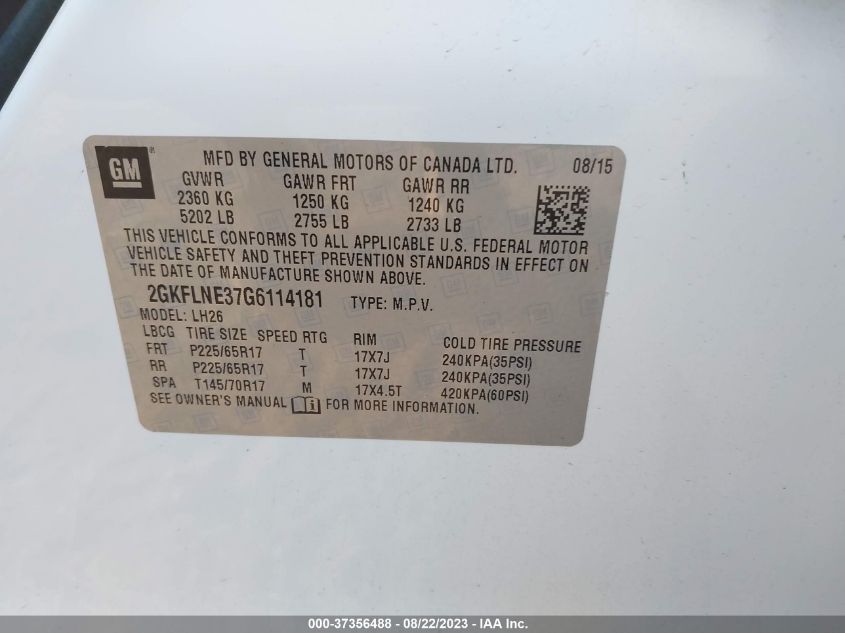 GM MFD BY GENERAL MOTORS OF CANADA LTD. 08/15
GVWR GAWR FRT GAWR RR
2360 KG 1250 KG 1240 KG
5202 LB 2755 LB 2733 LB
THIS VEHICLE CONFORMS TO ALL APPLICABLE U.S. FEDERAL MOTOR
VEHICLE SAFETY AND THEFT PREVENTION STANDARDS IN EFFECT ON
THE DATE OF MANUFACTURE SHOWN ABOVE.
2GKFLNE37G6114181 TYPE: M.P.V.
MODEL: LH26
LBCG TIRE SIZE SPEED RTG RIM COLD TIRE PRESSURE
FRT P225/65R17 T 17X7J 240KPA(35PSI)
RR P225/65R17 T 17X7J 240KPA(35PSI)
SPA T145/70R17 M 17X4.5T 420KPA(60PSI)
SEE OWNER'S MANUAL FOR MORE INFORMATION.
000-37356488 - 08/22/2023 - IAA Inc.